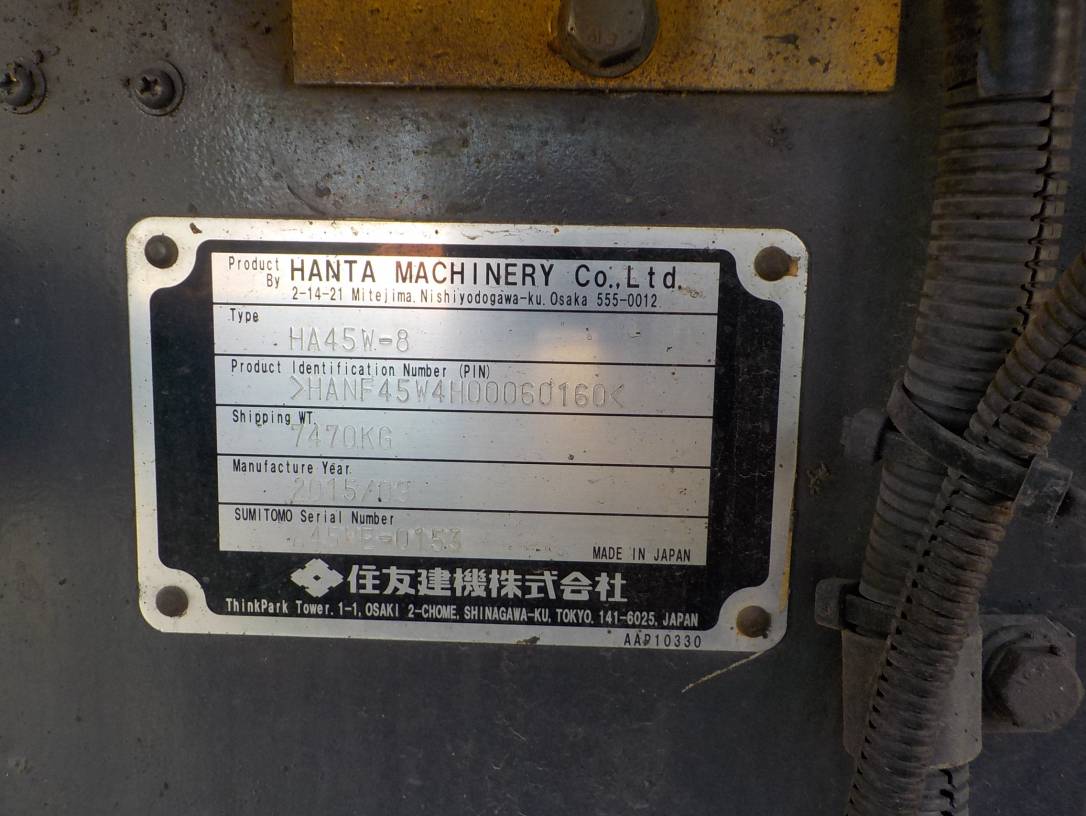 Product By HANTA MACHINERY Co.,Ltd.
2-14-21 Mitejima. Nishiyodogawa-ku. Osaka 555-0012
Type
HA45W-8
Product Identification Number (PIN)
>HANF45W4H00060160<
Shipping WT.
7470KG
Manufacture Year
2015/09
SUMITOMO Serial Number
MADE IN JAPAN
住友建機株式会社
ThinkPark Tower. 1-1, OSAKI 2-CHOME, SHINAGAWA-KU, TOKYO. 141-6025, JAPAN
AAP10330